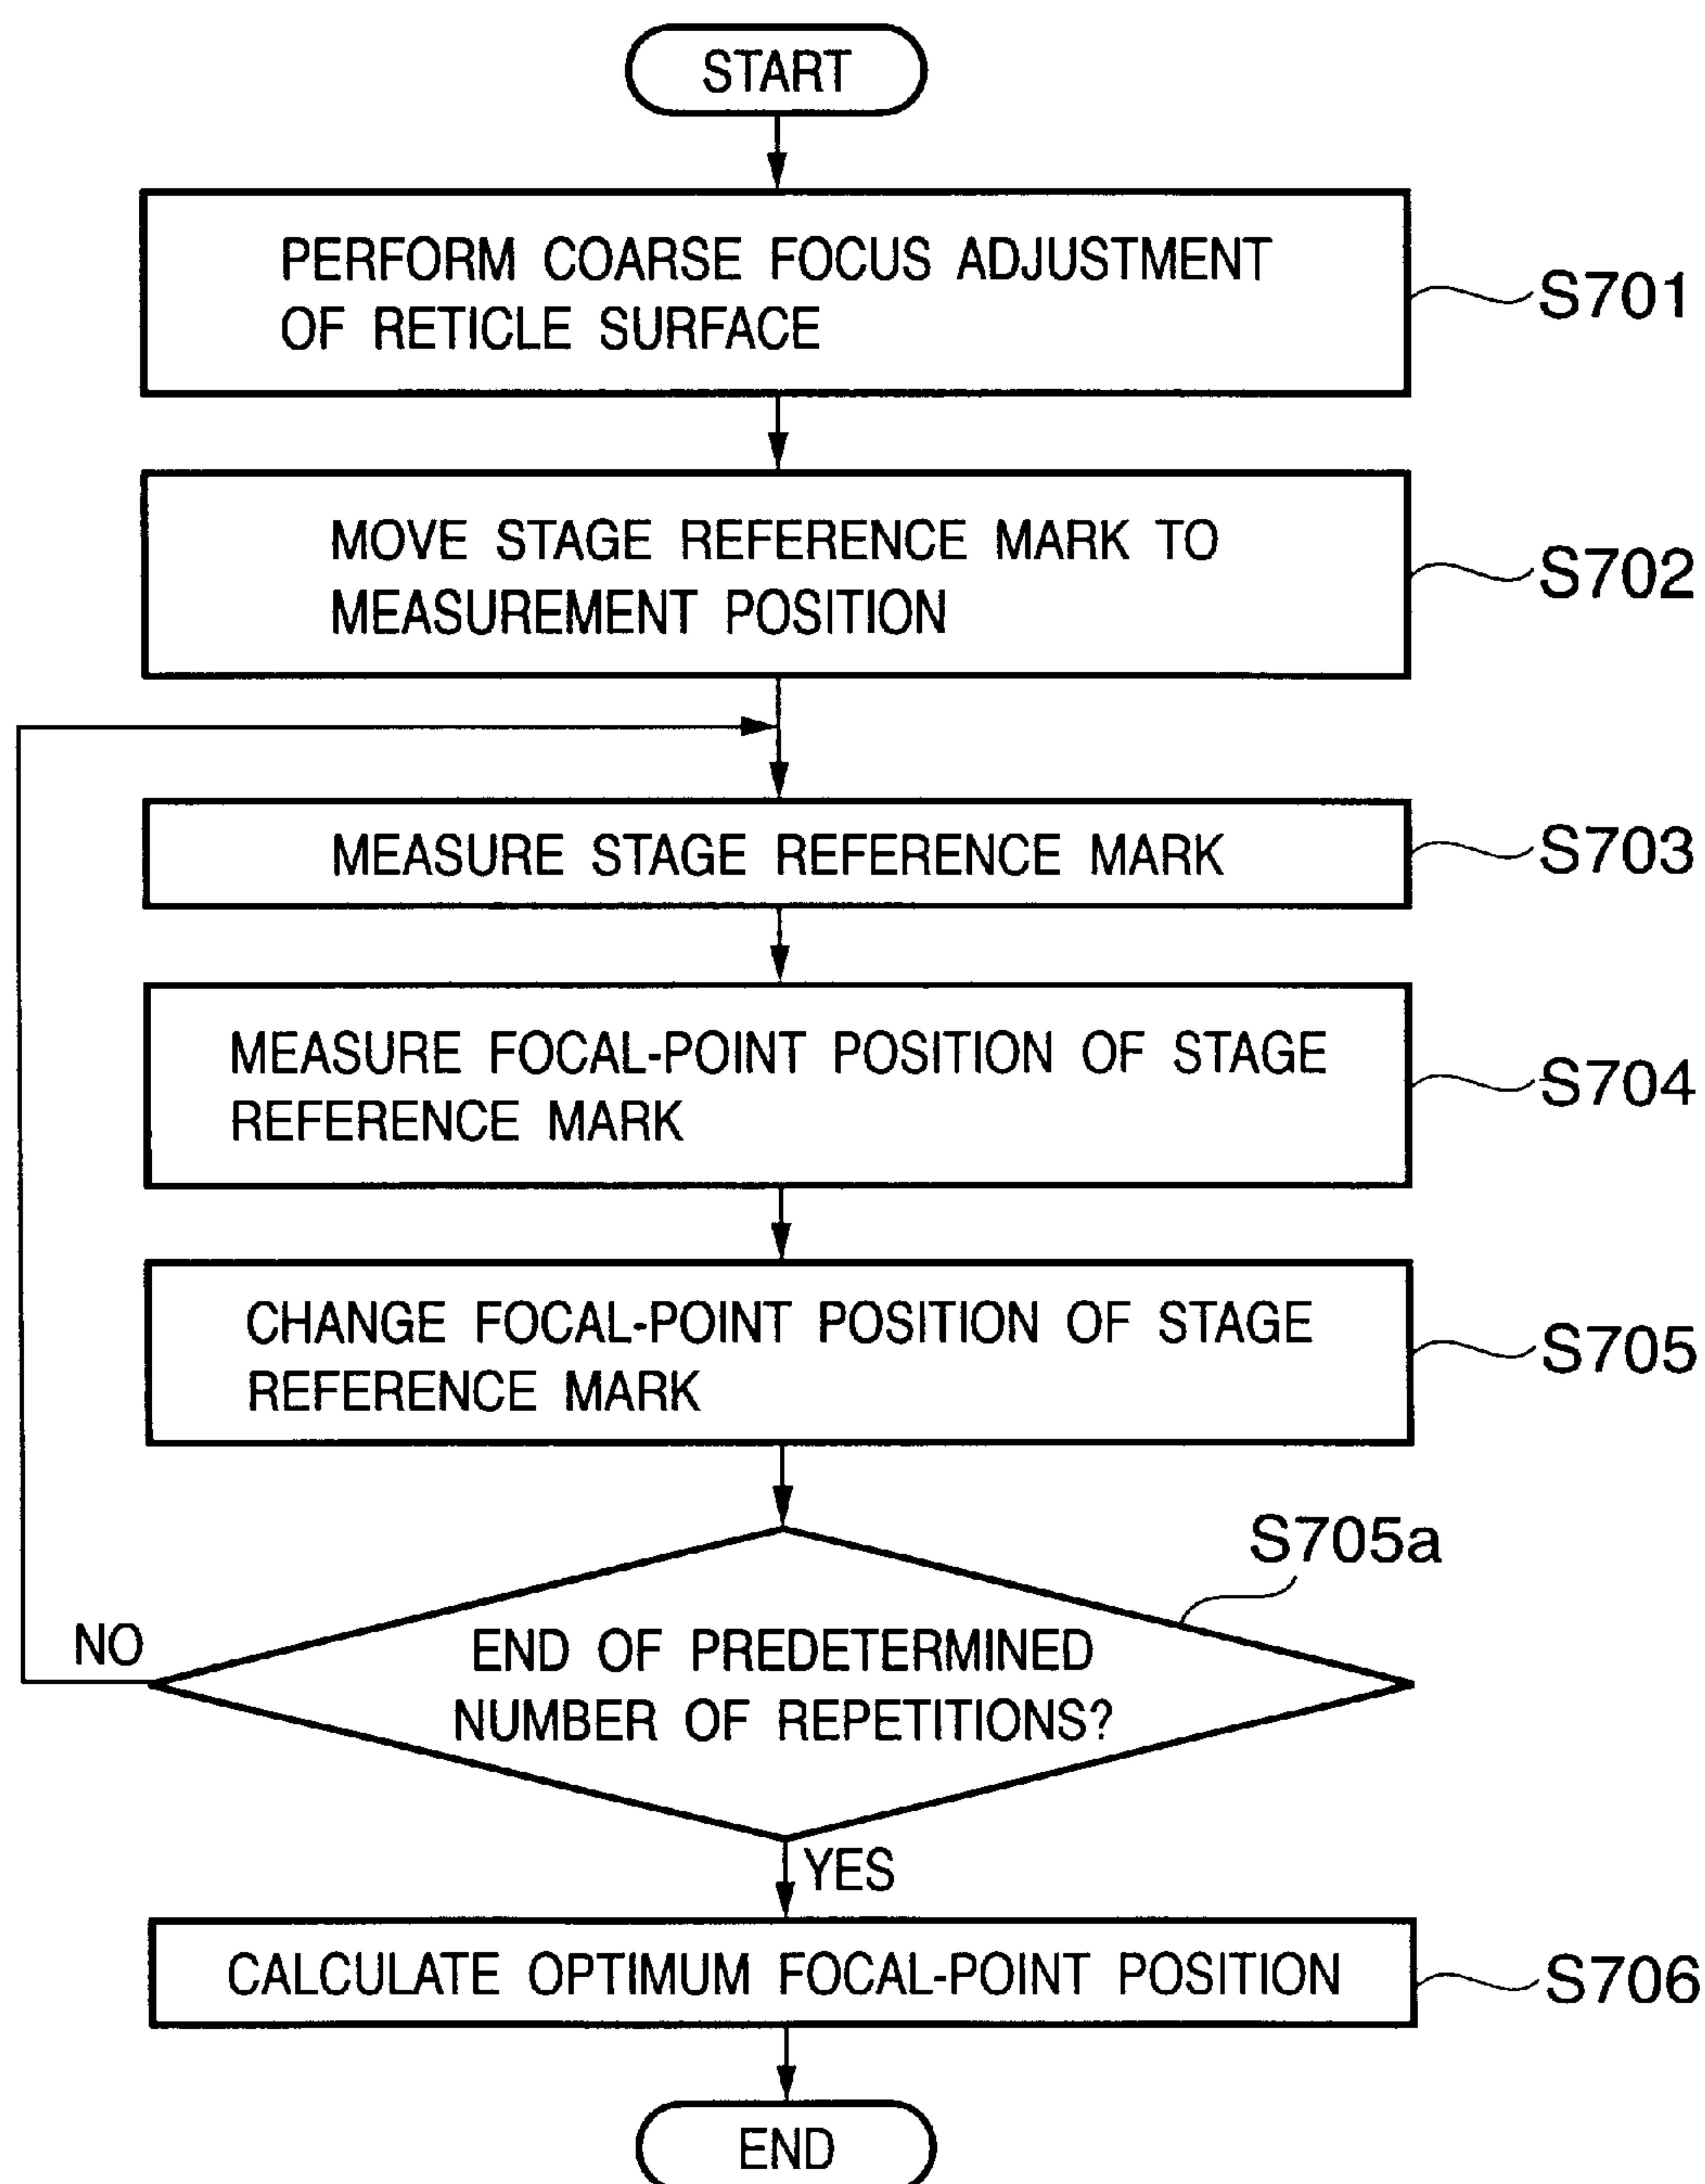 START
PERFORM COARSE FOCUS ADJUSTMENT
OF RETICLE SURFACE
S701
MOVE STAGE REFERENCE MARK TO
MEASUREMENT POSITION
S702
MEASURE STAGE REFERENCE MARK
S703
MEASURE FOCAL-POINT POSITION OF STAGE
REFERENCE MARK
S704
CHANGE FOCAL-POINT POSITION OF STAGE
REFERENCE MARK
S705
S705a
NO
END OF PREDETERMINED
NUMBER OF REPETITIONS?
YES
CALCULATE OPTIMUM FOCAL-POINT POSITION
S706
END